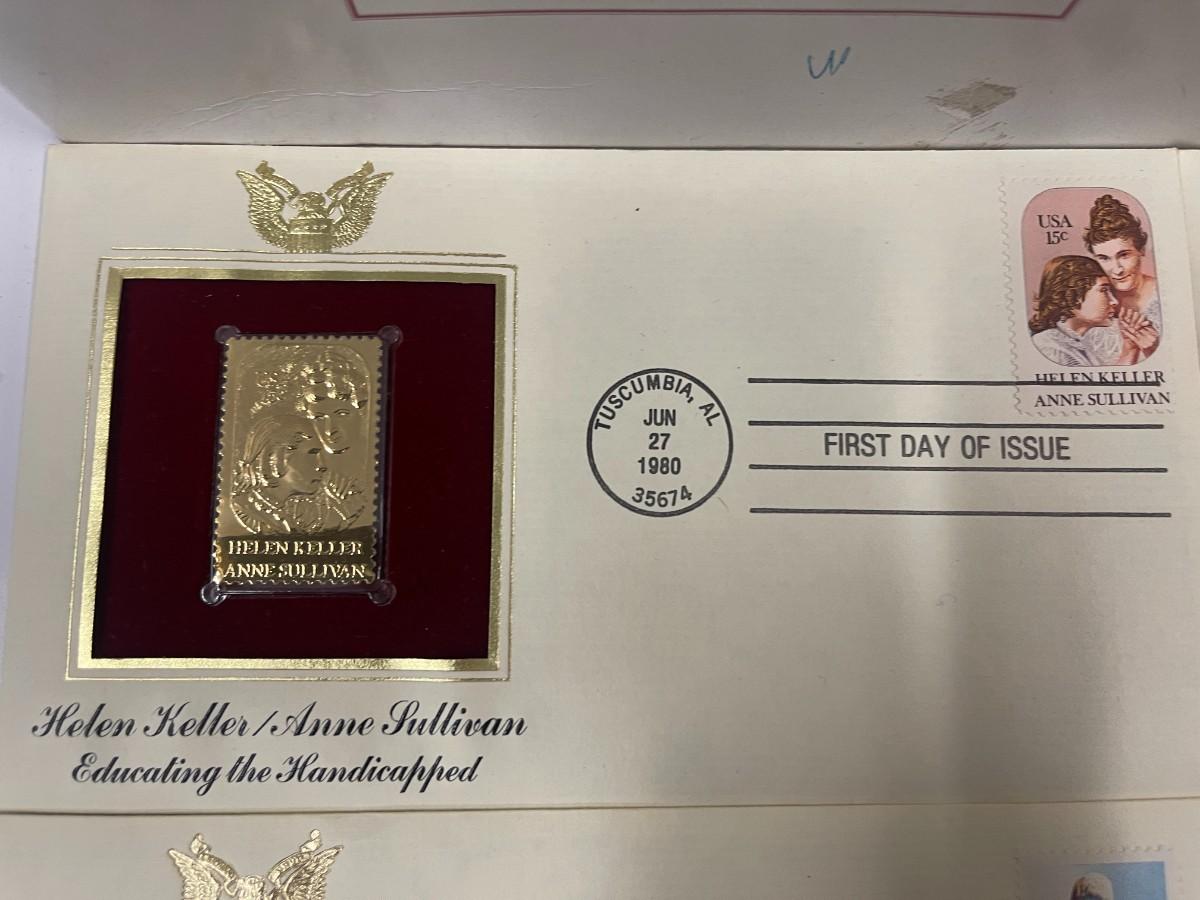 USA
15c
HELEN KELLER
ANNE SULLIVAN
HELEN KELLER
ANNE SULLIVAN
TUSCUMBIA, AL
JUN
27
1980
35674
FIRST DAY OF ISSUE
Helen Keller/Anne Sullivan
Educating the Handicapped